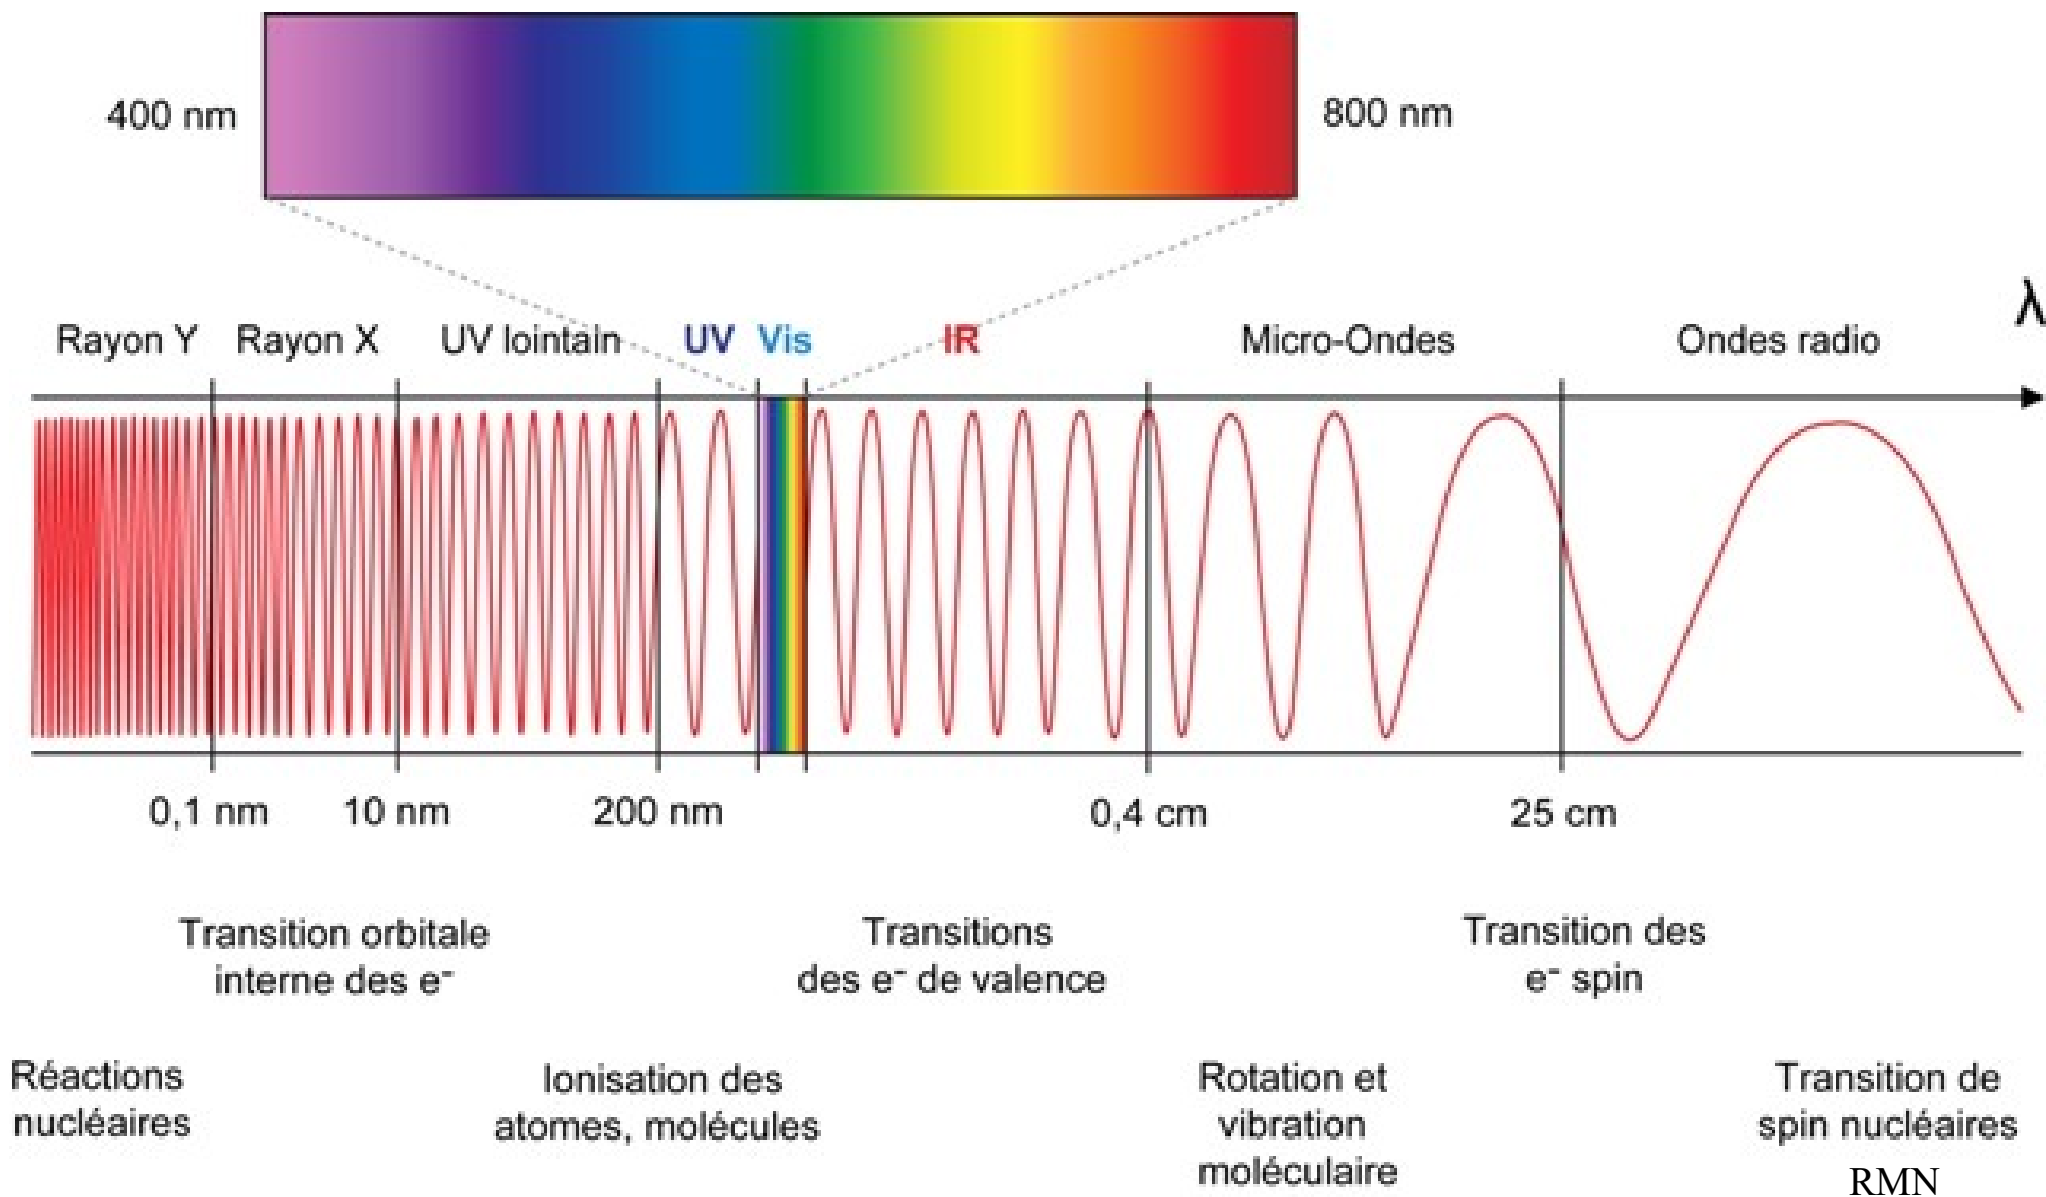 400 nm
800 nm
λ
Rayon Y
Rayon X
UV lointain
UV
Vis
IR
Micro-Ondes
Ondes radio
0,1 nm
10 nm
200 nm
0,4 cm
25 cm
Transition orbitale
interne des e⁻
Transitions
des e⁻ de valence
Transition des
e⁻ spin
Réactions
nucléaires
Ionisation des
atomes, molécules
Rotation et
vibration
moléculaire
Transition de
spin nucléaires
RMN